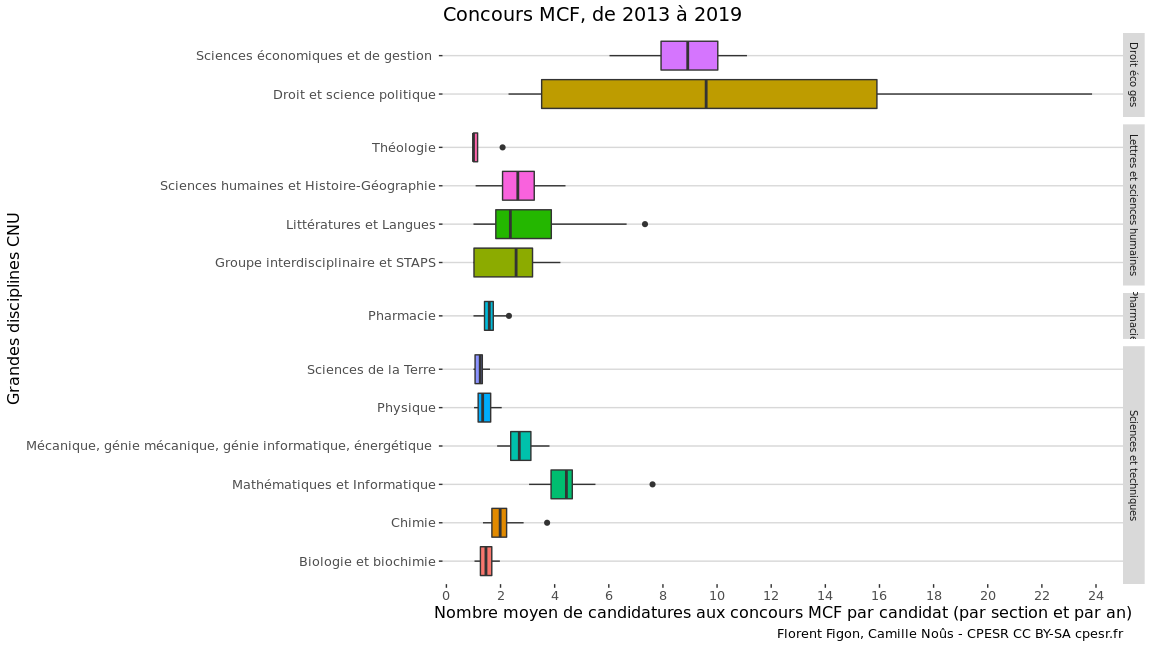 Concours MCF, de 2013 à 2019
Grandes disciplines CNU
Sciences économiques et de gestion
Droit et science politique
Droit éco ges
Théologie
Sciences humaines et Histoire-Géographie
Littératures et Langues
Groupe interdisciplinaire et STAPS
Lettres et sciences humaines
Pharmacie
Pharmacie
Sciences de la Terre
Physique
Mécanique, génie mécanique, génie informatique, énergétique
Mathématiques et Informatique
Chimie
Biologie et biochimie
Sciences et techniques
0 2 4 6 8 10 12 14 16 18 20 22 24
Nombre moyen de candidatures aux concours MCF par candidat (par section et par an)
Florent Figon, Camille Noûs - CPESR CC BY-SA cpesr.fr